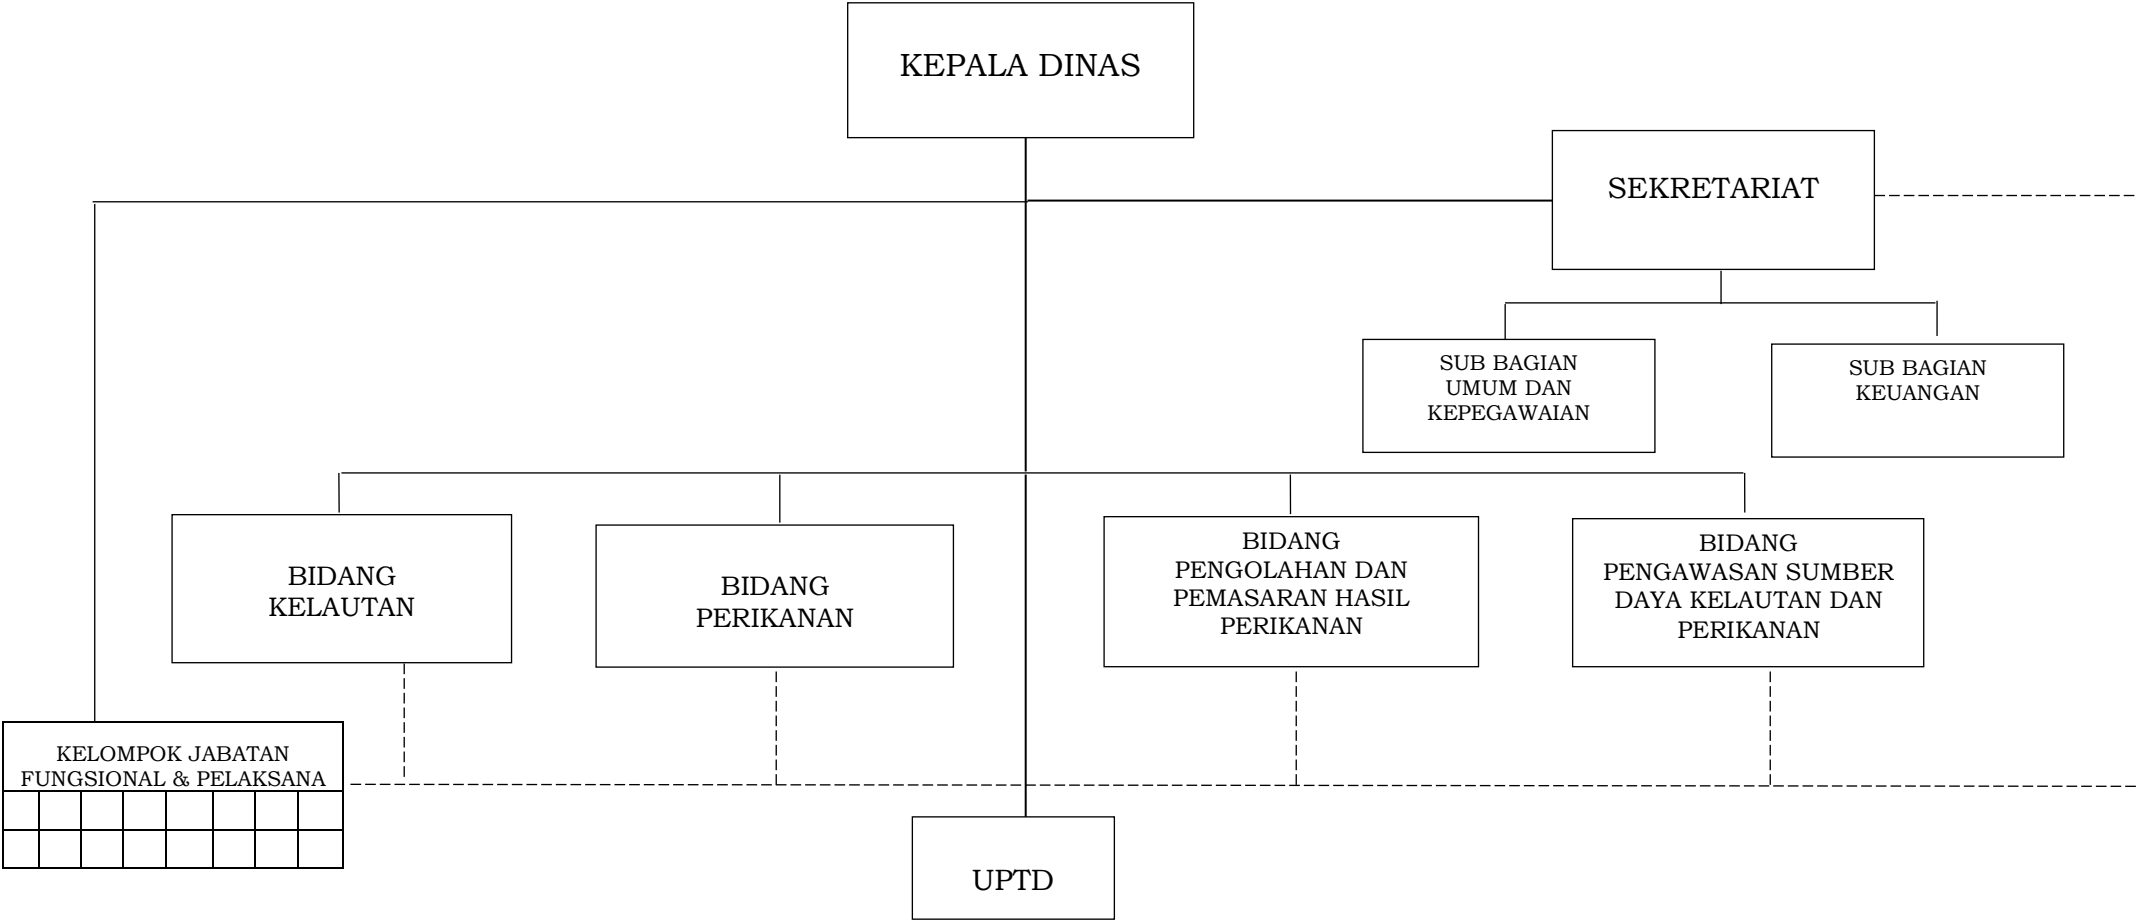 KEPALA DINAS
SEKRETARIAT
SUB BAGIAN
UMUM DAN
KEPEGAWAIAN
SUB BAGIAN
KEUANGAN
BIDANG
KELAUTAN
BIDANG
PERIKANAN
BIDANG
PENGOLAHAN DAN
PEMASARAN HASIL
PERIKANAN
BIDANG
PENGAWASAN SUMBER
DAYA KELAUTAN DAN
PERIKANAN
KELOMPOK JABATAN
FUNGSIONAL & PELAKSANA
UPTD